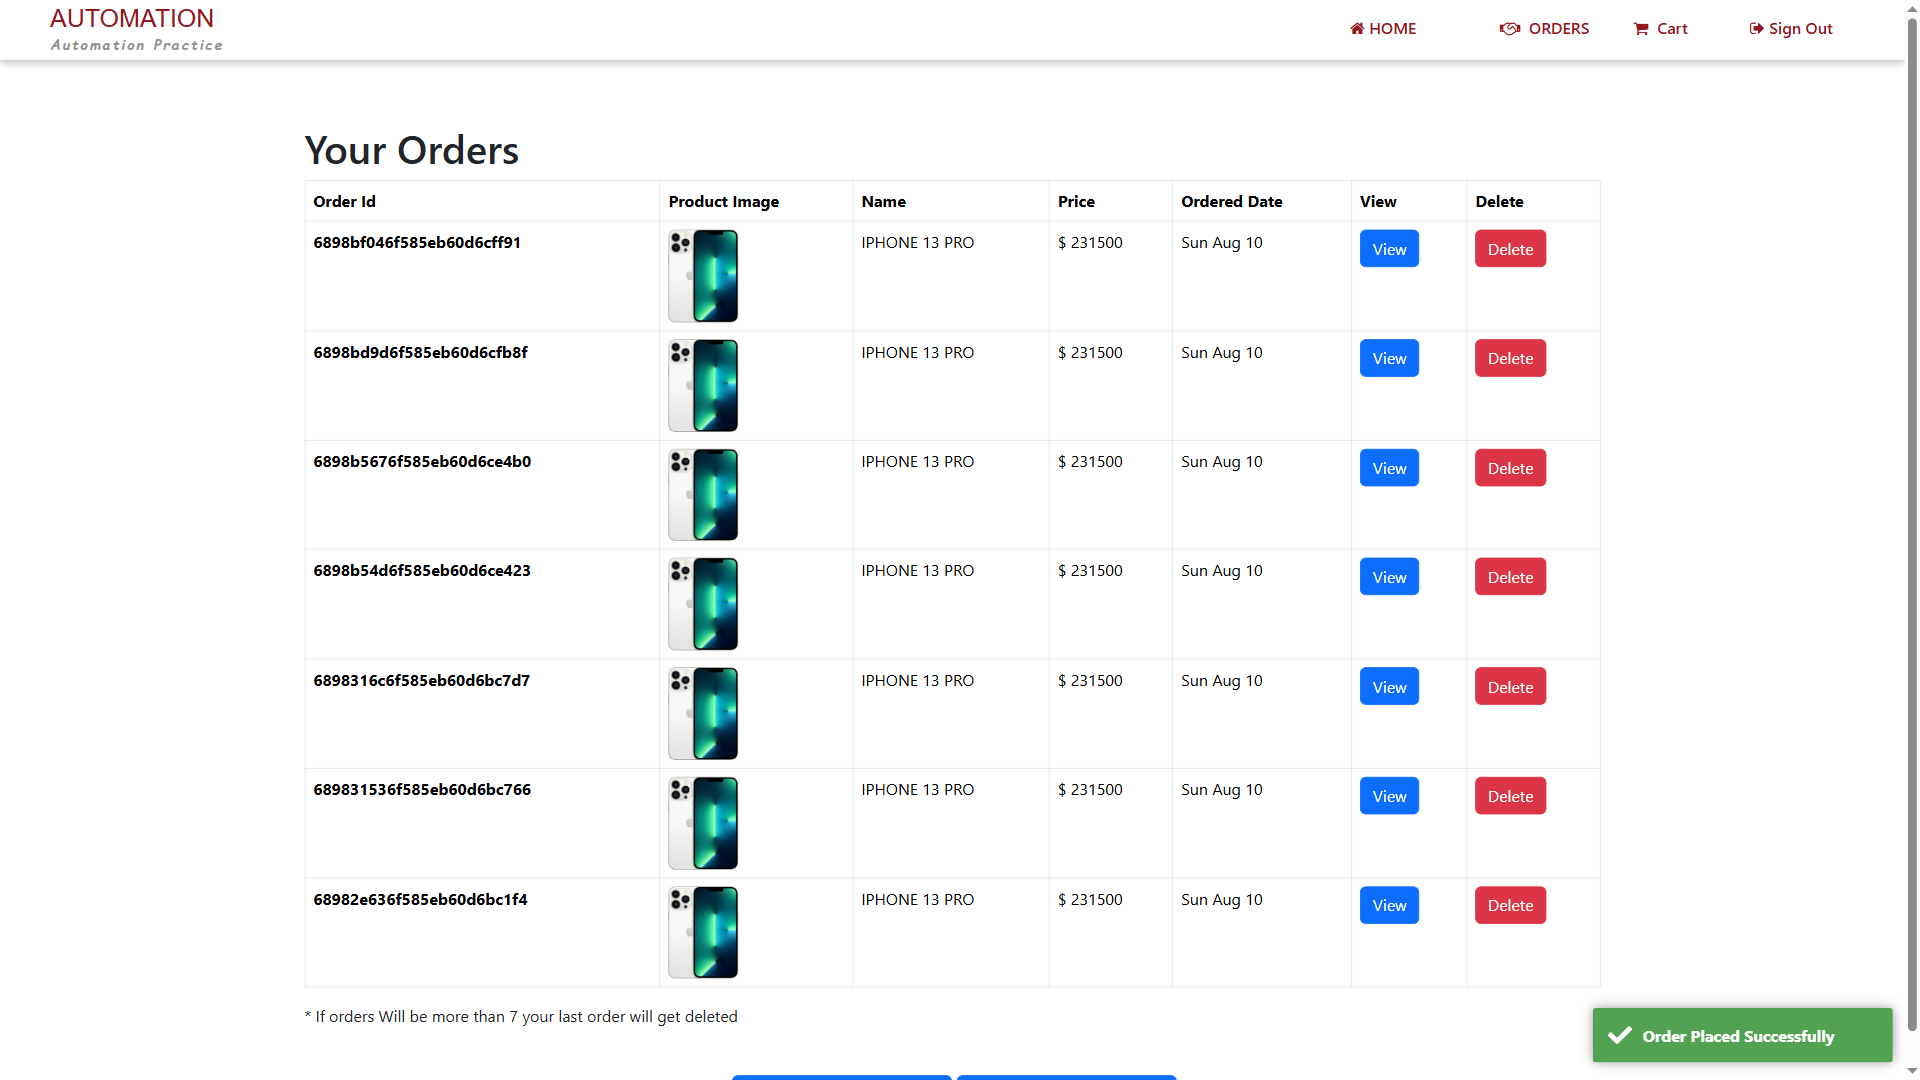 AUTOMATION
Automation Practice
HOME
ORDERS
Cart
Sign Out
Your Orders
Order Id Product Image Name Price Ordered Date View Delete
6898bf046f585eb60d6cff91 IPHONE 13 PRO $ 231500 Sun Aug 10 View Delete
6898bd9d6f585eb60d6cfb8f IPHONE 13 PRO $ 231500 Sun Aug 10 View Delete
6898b5676f585eb60d6ce4b0 IPHONE 13 PRO $ 231500 Sun Aug 10 View Delete
6898b54d6f585eb60d6ce423 IPHONE 13 PRO $ 231500 Sun Aug 10 View Delete
6898316c6f585eb60d6bc7d7 IPHONE 13 PRO $ 231500 Sun Aug 10 View Delete
689831536f585eb60d6bc766 IPHONE 13 PRO $ 231500 Sun Aug 10 View Delete
68982e636f585eb60d6bc1f4 IPHONE 13 PRO $ 231500 Sun Aug 10 View Delete
* If orders Will be more than 7 your last order will get deleted
Order Placed Successfully